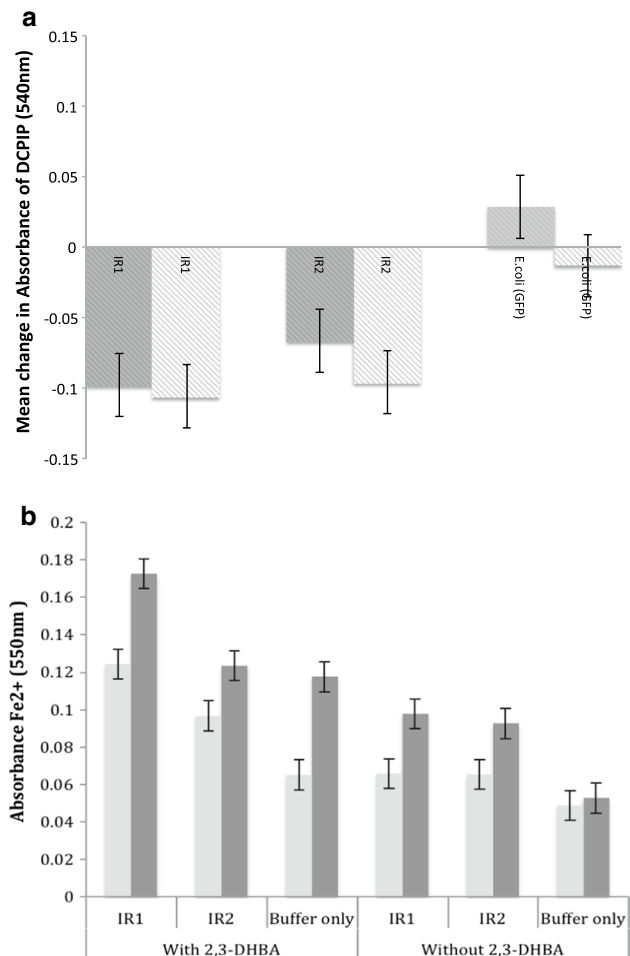 a
Mean change in Absorbance of DCPIP (540nm)
0.15
0.1
0.05
0
-0.05
-0.1
-0.15
IR1
IR1
IR2
IR2
E.coli (GFP)
E.coli (GFP)
b
Absorbance Fe2+ (550nm )
0.2
0.18
0.16
0.14
0.12
0.1
0.08
0.06
0.04
0.02
0
IR1 IR2 Buffer only IR1 IR2 Buffer only
With 2,3-DHBA Without 2,3-DHBA